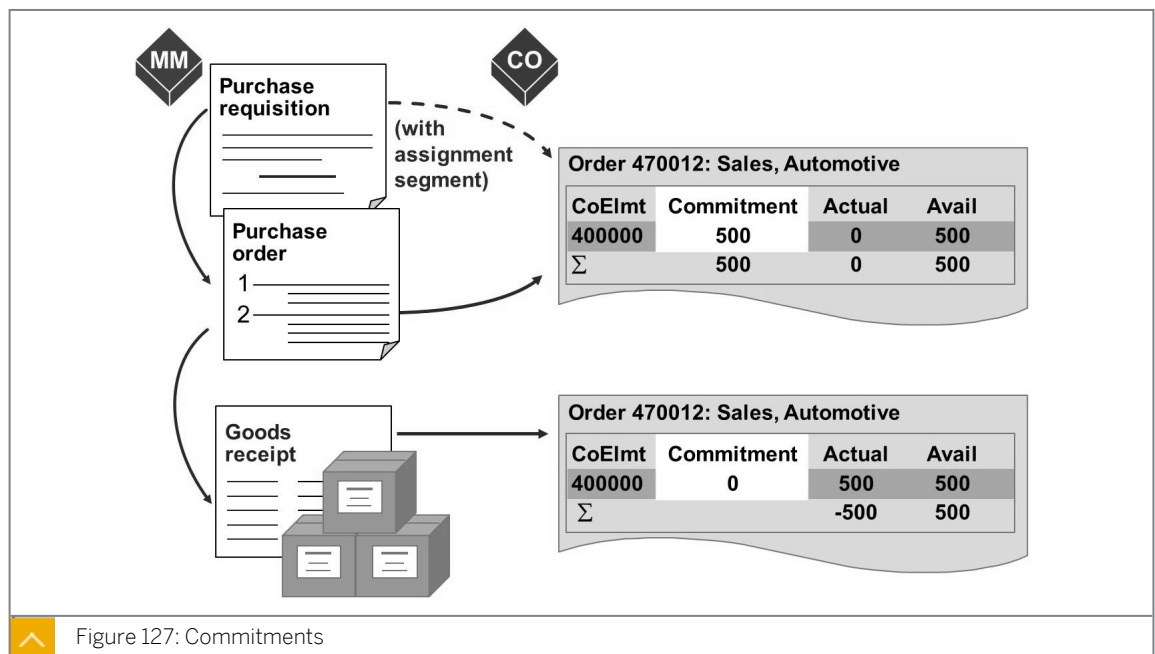 MM
CO
Purchase
requisition
(with
assignment
segment)
Purchase
order
1
2
Order 470012: Sales, Automotive
CoElmt Commitment Actual Avail
400000 500 0 500
Σ 500 0 500
Goods
receipt
Order 470012: Sales, Automotive
CoElmt Commitment Actual Avail
400000 0 500 500
Σ -500 500
Figure 127: Commitments